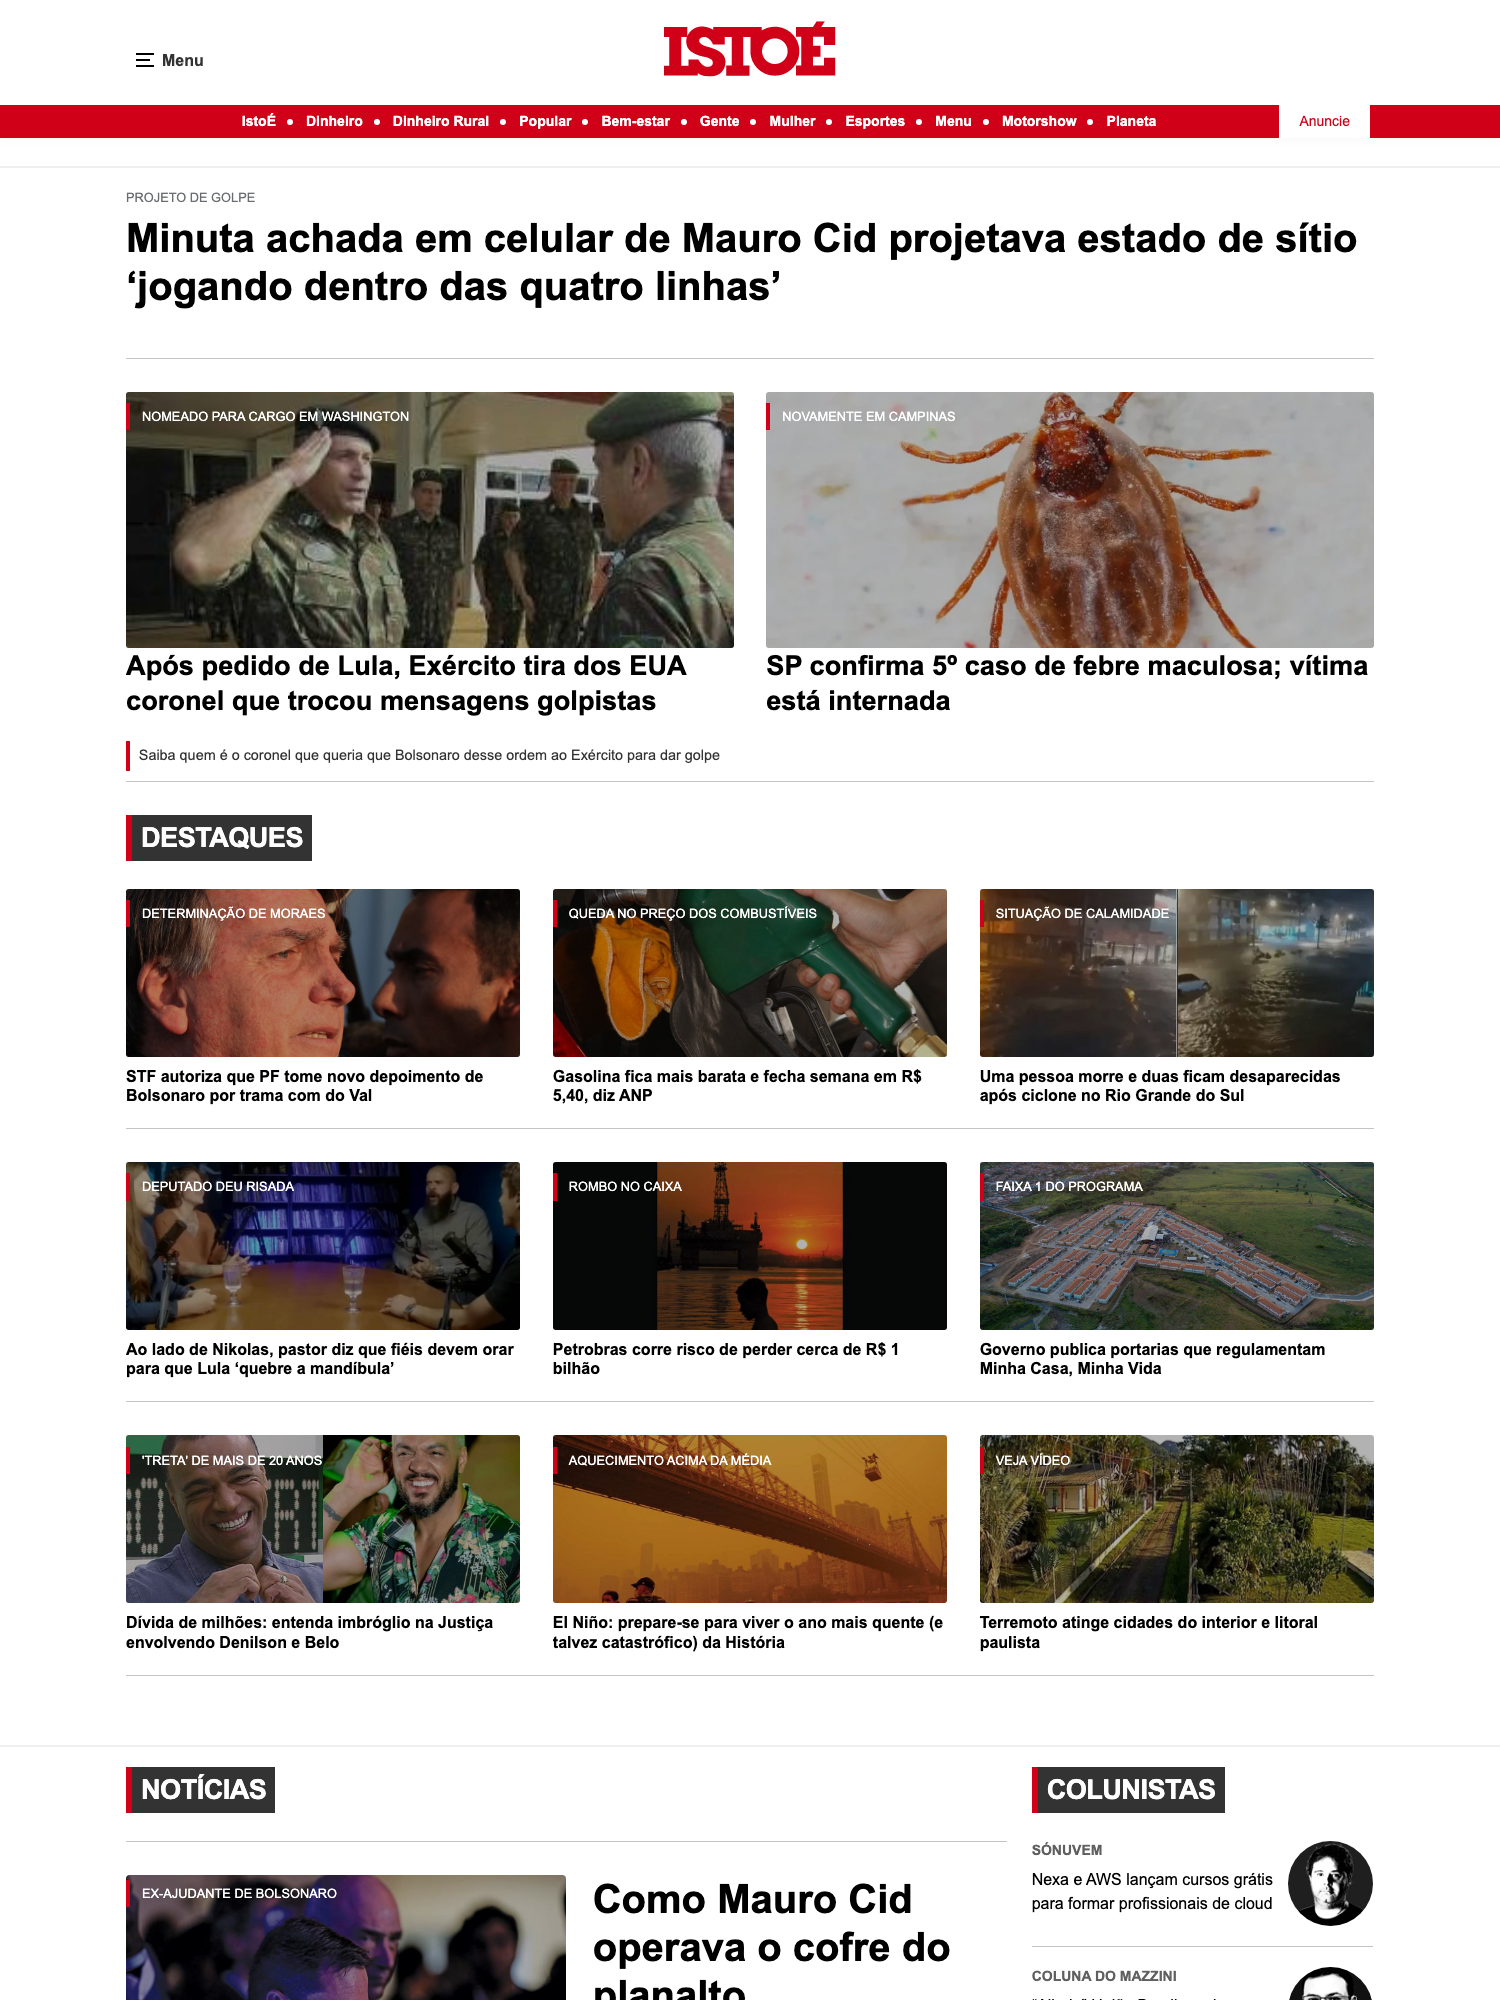 Menu
ISTOÉ
IstoÉ • Dinheiro • Dinheiro Rural • Popular • Bem-estar • Gente • Mulher • Esportes • Menu • Motorshow • Planeta
Anuncie
PROJETO DE GOLPE
Minuta achada em celular de Mauro Cid projetava estado de sítio
‘jogando dentro das quatro linhas’
NOMEADO PARA CARGO EM WASHINGTON
Após pedido de Lula, Exército tira dos EUA
coronel que trocou mensagens golpistas
Saiba quem é o coronel que queria que Bolsonaro desse ordem ao Exército para dar golpe
NOVAMENTE EM CAMPINAS
SP confirma 5º caso de febre maculosa; vítima
está internada
DESTAQUES
DETERMINAÇÃO DE MORAES
STF autoriza que PF tome novo depoimento de
Bolsonaro por trama com do Val
QUEDA NO PREÇO DOS COMBUSTÍVEIS
Gasolina fica mais barata e fecha semana em R$
5,40, diz ANP
SITUAÇÃO DE CALAMIDADE
Uma pessoa morre e duas ficam desaparecidas
após ciclone no Rio Grande do Sul
DEPUTADO DEU RISADA
Ao lado de Nikolas, pastor diz que fiéis devem orar
para que Lula ‘quebre a mandíbula’
ROMBO NO CAIXA
Petrobras corre risco de perder cerca de R$ 1
bilhão
FAIXA 1 DO PROGRAMA
Governo publica portarias que regulamentam
Minha Casa, Minha Vida
'TRETA' DE MAIS DE 20 ANOS
Dívida de milhões: entenda imbróglio na Justiça
envolvendo Denilson e Belo
AQUECIMENTO ACIMA DA MÉDIA
El Niño: prepare-se para viver o ano mais quente (e
talvez catastrófico) da História
VEJA VÍDEO
Terremoto atinge cidades do interior e litoral
paulista
NOTÍCIAS
EX-AJUDANTE DE BOLSONARO
Como Mauro Cid
operava o cofre do
planalto
COLUNISTAS
SÓNUVEM
Nexa e AWS lançam cursos grátis
para formar profissionais de cloud
COLUNA DO MAZZINI